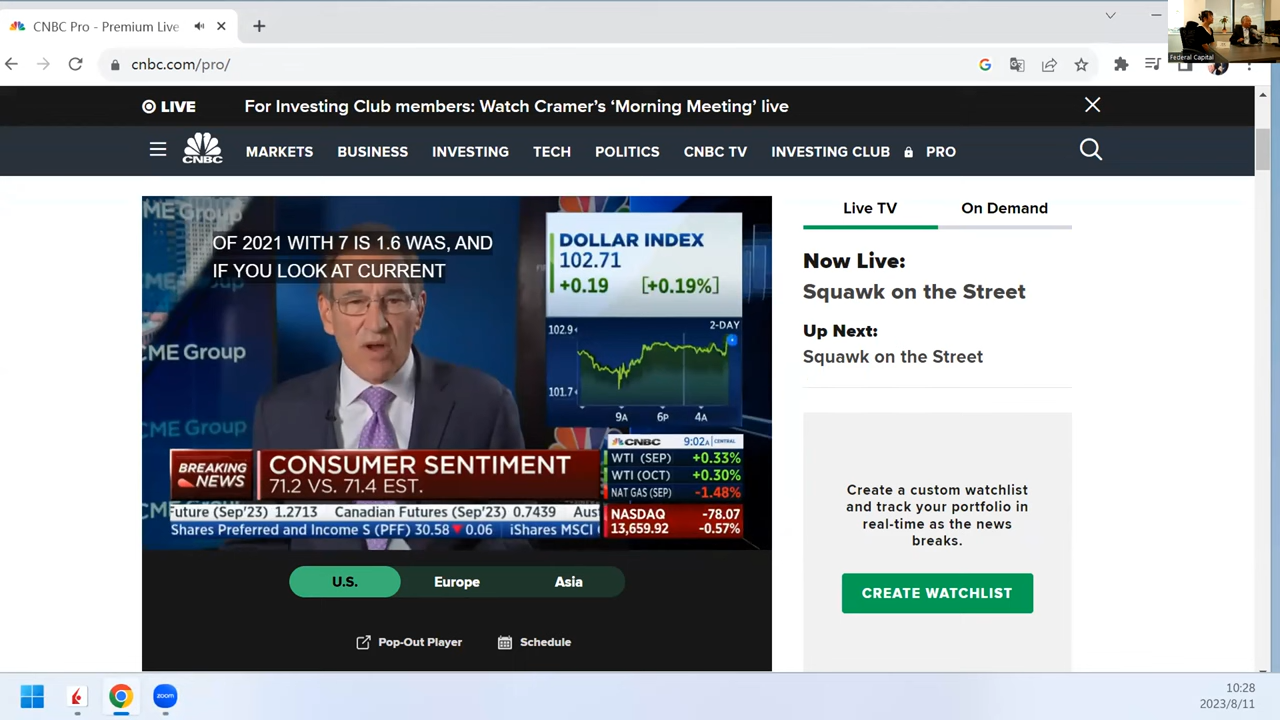 CNBC Pro - Premium Live
cnbc.com/pro/
Federal Capital
LIVE
For Investing Club members: Watch Cramer's ‘Morning Meeting’ live
CNBC
MARKETS
BUSINESS
INVESTING
TECH
POLITICS
CNBC TV
INVESTING CLUB
PRO
ME Group
OF 2021 WITH 7 IS 1.6 WAS, AND
IF YOU LOOK AT CURRENT
CME Group
CME Group
DOLLAR INDEX
102.71
+0.19 [+0.19%]
2-DAY
102.9
101.7
9A 6P 4A
CNBC 9:02A CENTRAL
WTI (SEP) +0.33%
WTI (OCT) +0.30%
NAT GAS (SEP) -1.48%
NASDAQ -78.07
13,659.92 -0.57%
BREAKING
NEWS
CONSUMER SENTIMENT
71.2 VS. 71.4 EST.
Future (Sep'23) 1.2713 Canadian Futures (Sep'23) 0.7439 Aus
Shares Preferred and Income S (PFF) 30.58 0.06 iShares MSCI
U.S.
Europe
Asia
Pop-Out Player
Schedule
Live TV
On Demand
Now Live:
Squawk on the Street
Up Next:
Squawk on the Street
Create a custom watchlist
and track your portfolio in
real-time as the news
breaks.
CREATE WATCHLIST
zoom
10:28
2023/8/11